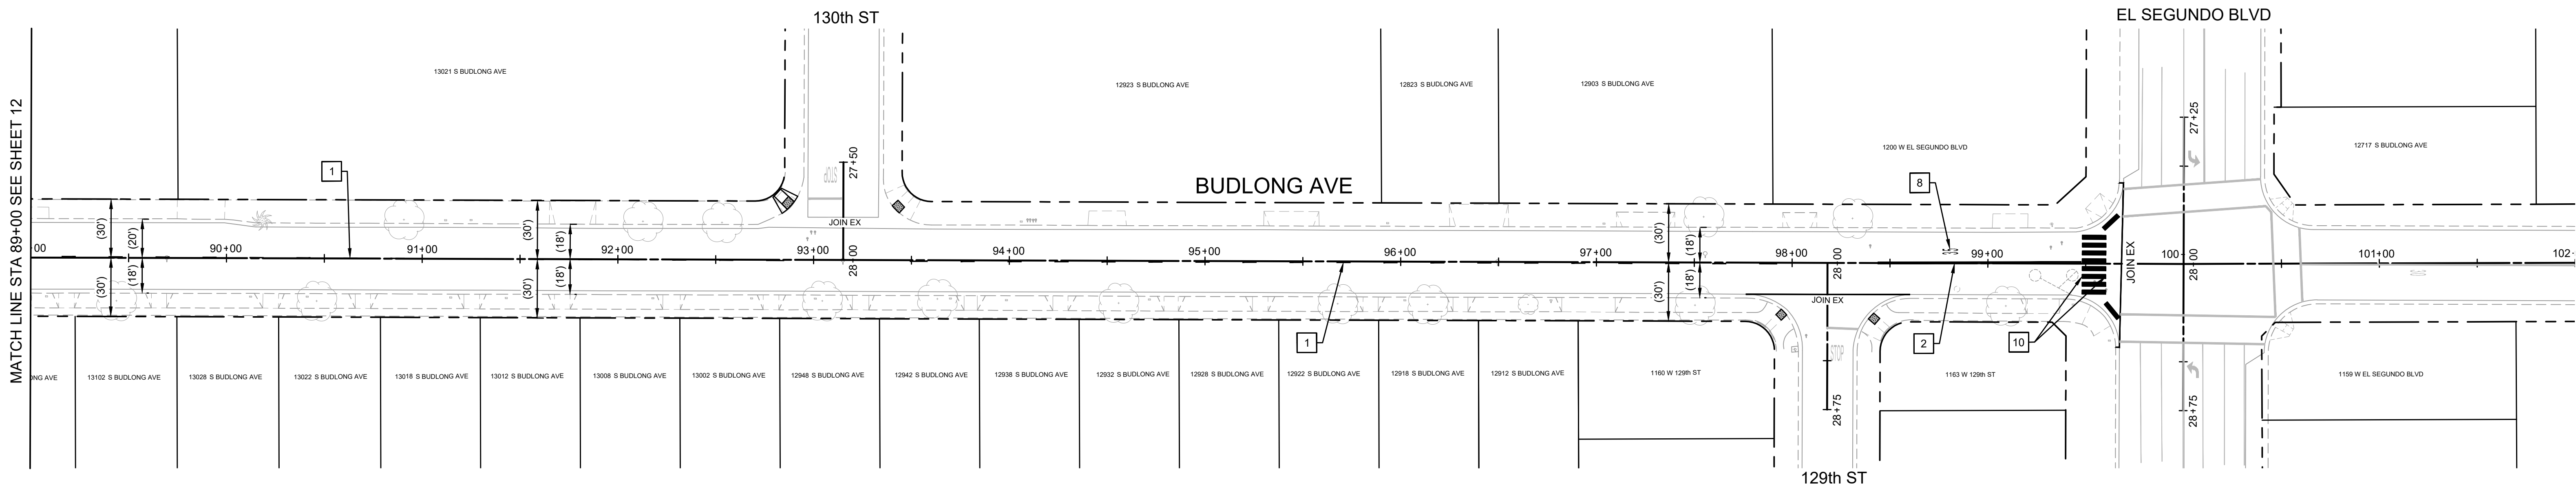 130th ST
EL SEGUNDO BLVD
MATCH LINE STA 89+00 SEE SHEET 12
13021 S BUDLONG AVE
12923 S BUDLONG AVE
12823 S BUDLONG AVE
12903 S BUDLONG AVE
1200 W EL SEGUNDO BLVD
12717 S BUDLONG AVE
27+25
27+50
STOP
1
BUDLONG AVE
8
JOIN EX
(30')
(20')
(30')
(18')
(30')
(18')
00
90+00
91+00
92+00
93+00
94+00
95+00
96+00
97+00
98+00
99+00
100
101+00
102
28+00
28+00
28+00
JOIN EX
(30')
(18')
(30')
(18')
(30')
(18')
JOIN EX
1
2
10
STOP
ONG AVE
13102 S BUDLONG AVE
13028 S BUDLONG AVE
13022 S BUDLONG AVE
13018 S BUDLONG AVE
13012 S BUDLONG AVE
13008 S BUDLONG AVE
13002 S BUDLONG AVE
12948 S BUDLONG AVE
12942 S BUDLONG AVE
12938 S BUDLONG AVE
12932 S BUDLONG AVE
12928 S BUDLONG AVE
12922 S BUDLONG AVE
12918 S BUDLONG AVE
12912 S BUDLONG AVE
1160 W 129th ST
1163 W 129th ST
1159 W EL SEGUNDO BLVD
28+75
28+75
129th ST